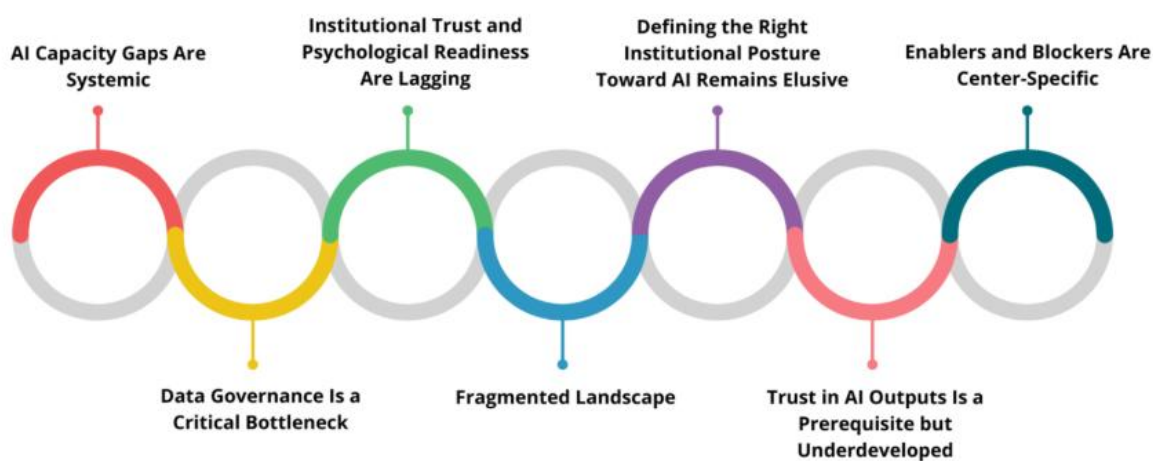 AI Capacity Gaps Are
Systemic
Institutional Trust and
Psychological Readiness
Are Lagging
Defining the Right
Institutional Posture
Toward AI Remains Elusive
Enablers and Blockers Are
Center-Specific
Data Governance Is a
Critical Bottleneck
Fragmented Landscape
Trust in AI Outputs Is a
Prerequisite but
Underdeveloped